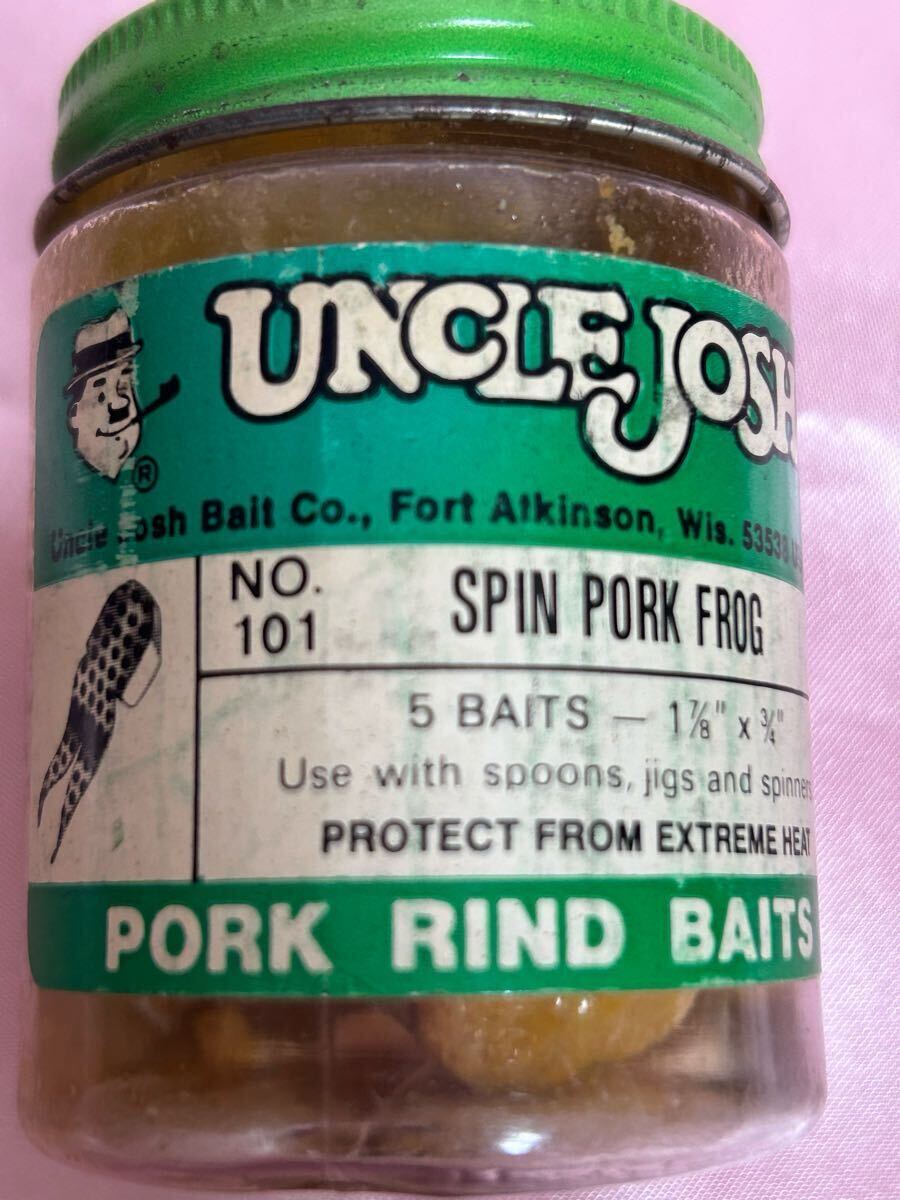 UNCLE JOSH
®
Uncle Josh Bait Co., Fort Atkinson, Wis. 53538
NO.
101
SPIN PORK FROG
5 BAITS — 1⅞" x ¾"
Use with spoons, jigs and spinners
PROTECT FROM EXTREME HEAT
PORK RIND BAITS